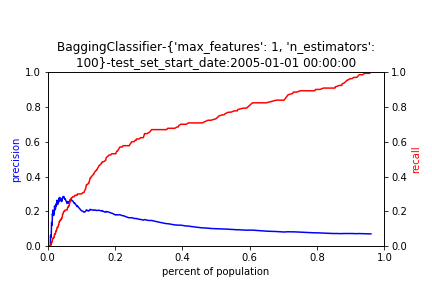 BaggingClassifier-{'max_features': 1, 'n_estimators':
100}-test_set_start_date:2005-01-01 00:00:00
1.0
0.8
0.6
0.4
0.2
0.0
precision
1.0
0.8
0.6
0.4
0.2
0.0
recall
0.0 0.2 0.4 0.6 0.8 1.0
percent of population